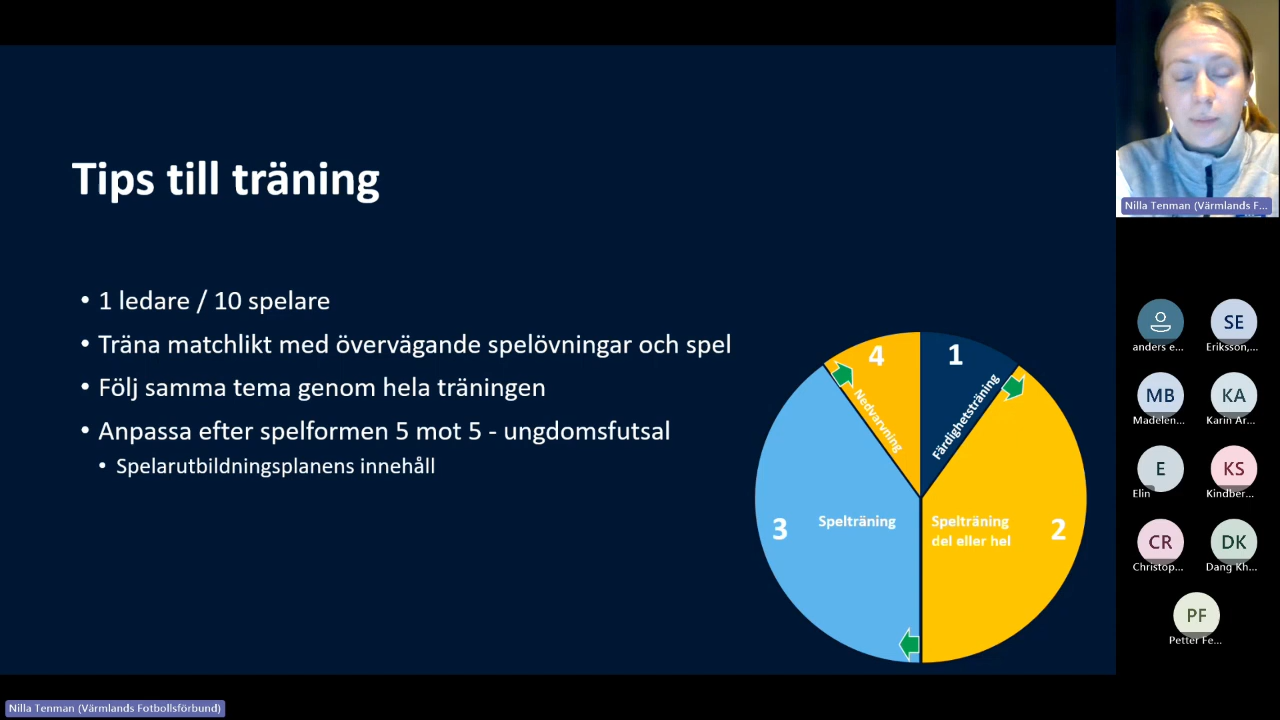 Tips till träning
• 1 ledare / 10 spelare
• Träna matchlikt med övervägande spelövningar och spel
• Följ samma tema genom hela träningen
• Anpassa efter spelformen 5 mot 5 - ungdomsfutsal
• Spelarutbildningsplanens innehåll
1
Färdighetsträning
2
Spelträning
del eller hel
3
Spelträning
4
Nedvarvning
Nilla Tenman (Värmlands F...
anders e...
SE
Eriksson,...
MB
Madelen...
KA
Karin Ar...
E
Elin
KS
Kindber...
CR
Christop...
DK
Dang Kh...
PF
Petter Fe...
Nilla Tenman (Värmlands Fotbollsförbund)